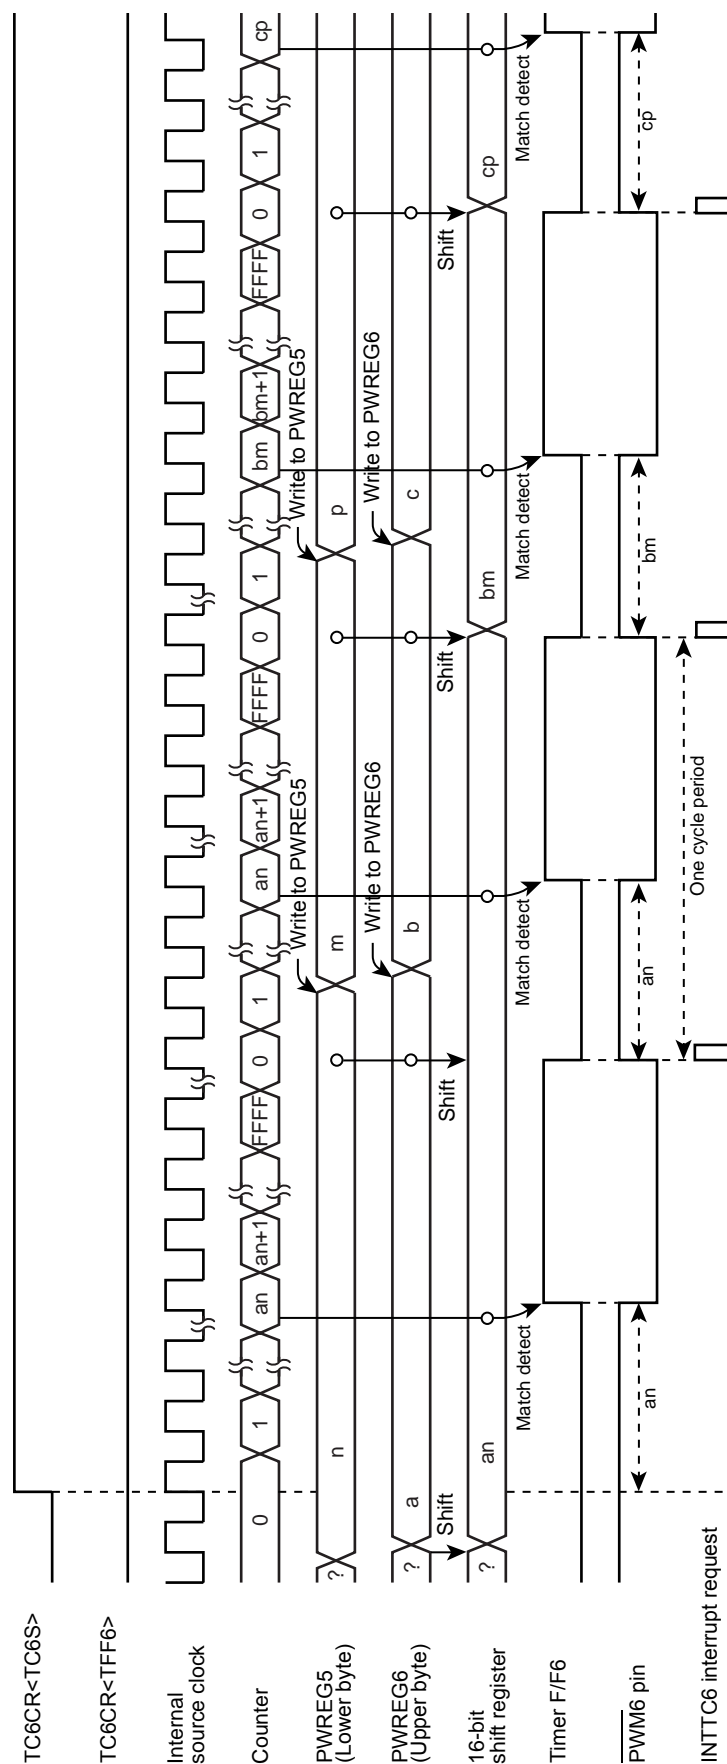 TC6CR<TC6S>
TC6CR<TFF6>
Internal
source clock
Counter
0
1
an
an+1
FFFF
0
1
an
an+1
FFFF
0
1
bm
bm+1
FFFF
0
1
cp
Write to PWREG5
Write to PWREG5
PWREG5
(Lower byte)
?
n
m
p
Write to PWREG6
Write to PWREG6
PWREG6
(Upper byte)
?
a
b
c
Shift
Shift
Shift
Shift
16-bit
shift register
?
an
bm
cp
Match detect
Match detect
Match detect
Match detect
Timer F/F6
PWM6 pin
an
an
bm
cp
One cycle period
INTTC6 interrupt request